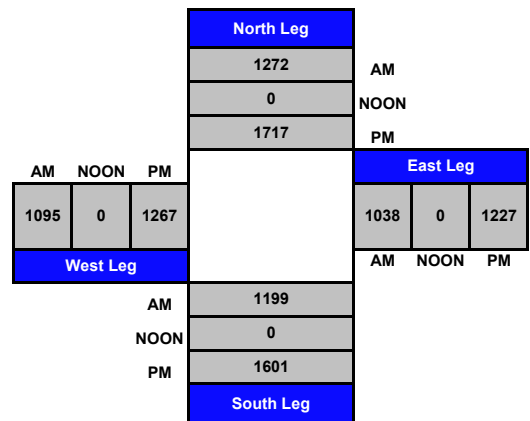 North Leg
1272 AM
0 NOON
1717 PM
AM NOON PM East Leg
1095 0 1267 1038 0 1227
West Leg AM NOON PM
AM 1199
NOON 0
PM 1601
South Leg